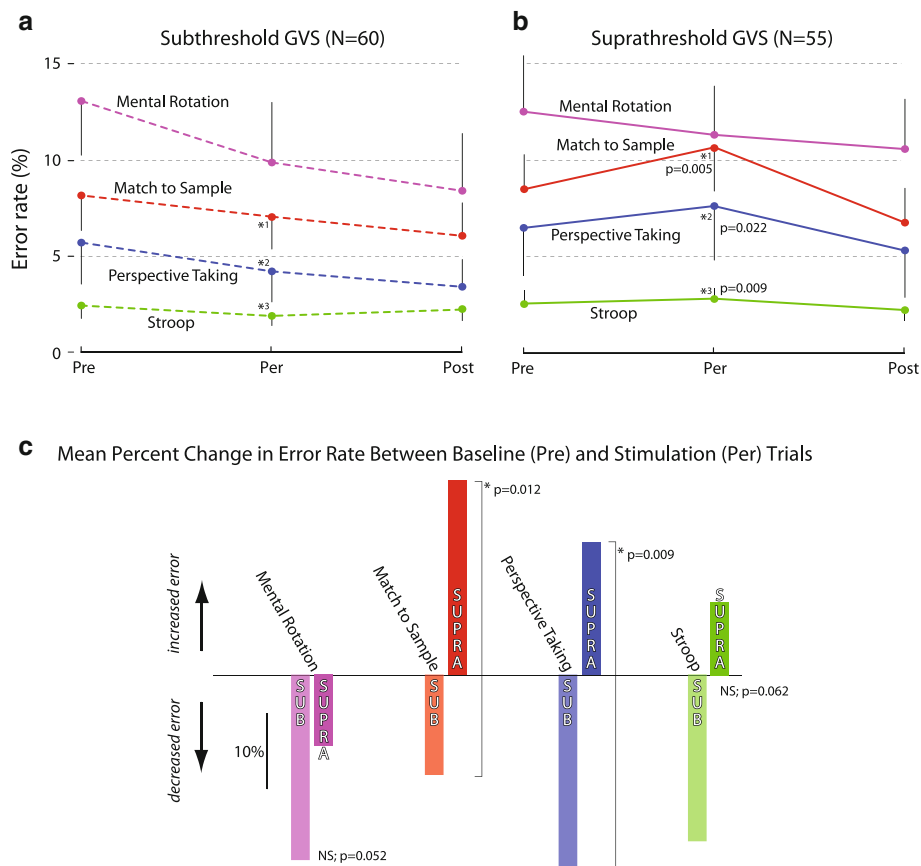 a
Subthreshold GVS (N=60)
b
Suprathreshold GVS (N=55)
Error rate (%)
15
10
5
0
Mental Rotation
Match to Sample
*1
Perspective Taking
*2
*3
Stroop
Pre
Per
Post
Mental Rotation
Match to Sample
*1
p=0.005
*2
Perspective Taking
p=0.022
*3
p=0.009
Stroop
Pre
Per
Post
c
Mean Percent Change in Error Rate Between Baseline (Pre) and Stimulation (Per) Trials
increased error
decreased error
10%
Mental Rotation
SUB
SUPRA
NS; p=0.052
Match to Sample
SUB
SUPRA
* p=0.012
Perspective Taking
SUB
SUPRA
* p=0.009
Stroop
SUB
SUPRA
NS; p=0.062